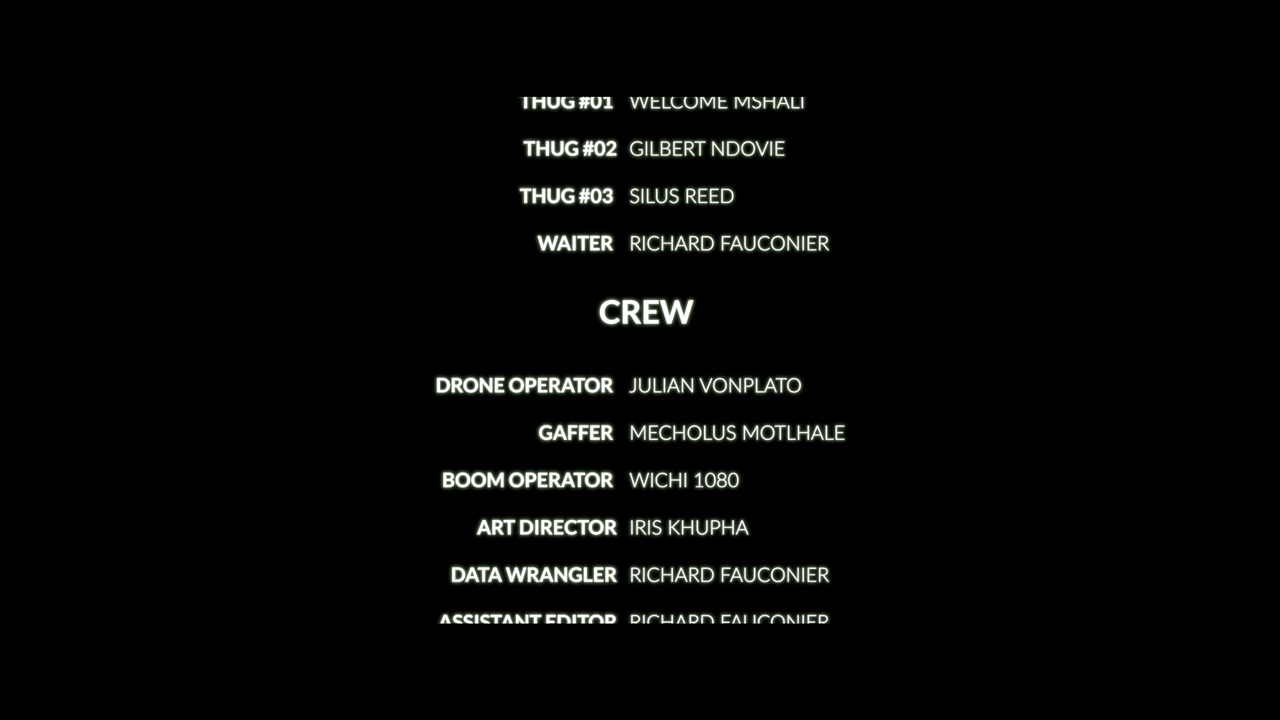 THUG #01 WELCOME MSHALI
THUG #02 GILBERT NDOVIE
THUG #03 SILUS REED
WAITER RICHARD FAUCONIER
CREW
DRONE OPERATOR JULIAN VONPLATO
GAFFER MECHOLUS MOTLHALE
BOOM OPERATOR WICHI 1080
ART DIRECTOR IRIS KHUPHA
DATA WRANGLER RICHARD FAUCONIER
ASSISTANT EDITOR RICHARD FAUCONIER